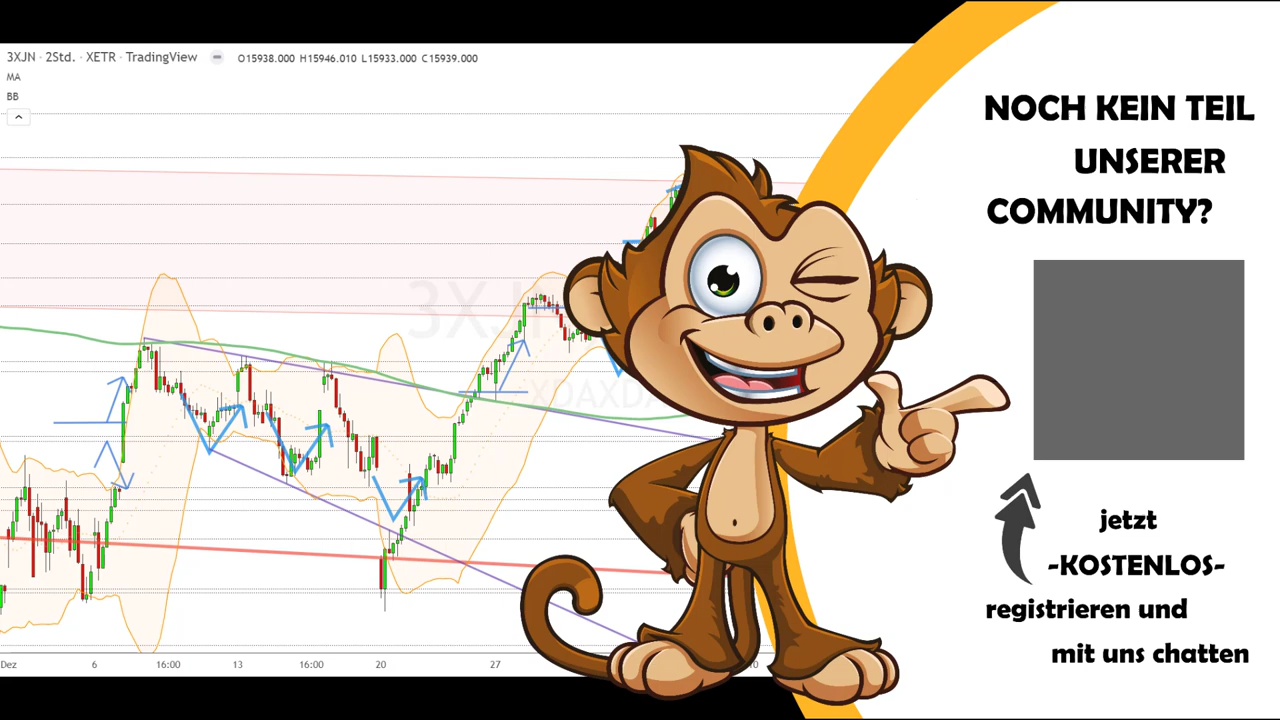 3XJN · 2Std. · XETR · TradingView O15938.000 H15946.010 L15933.000 C15939.000
MA
BB
NOCH KEIN TEIL
UNSERER
COMMUNITY?
jetzt
-KOSTENLOS-
registrieren und
mit uns chatten
Dez 6 16:00 13 16:00 20 27 10